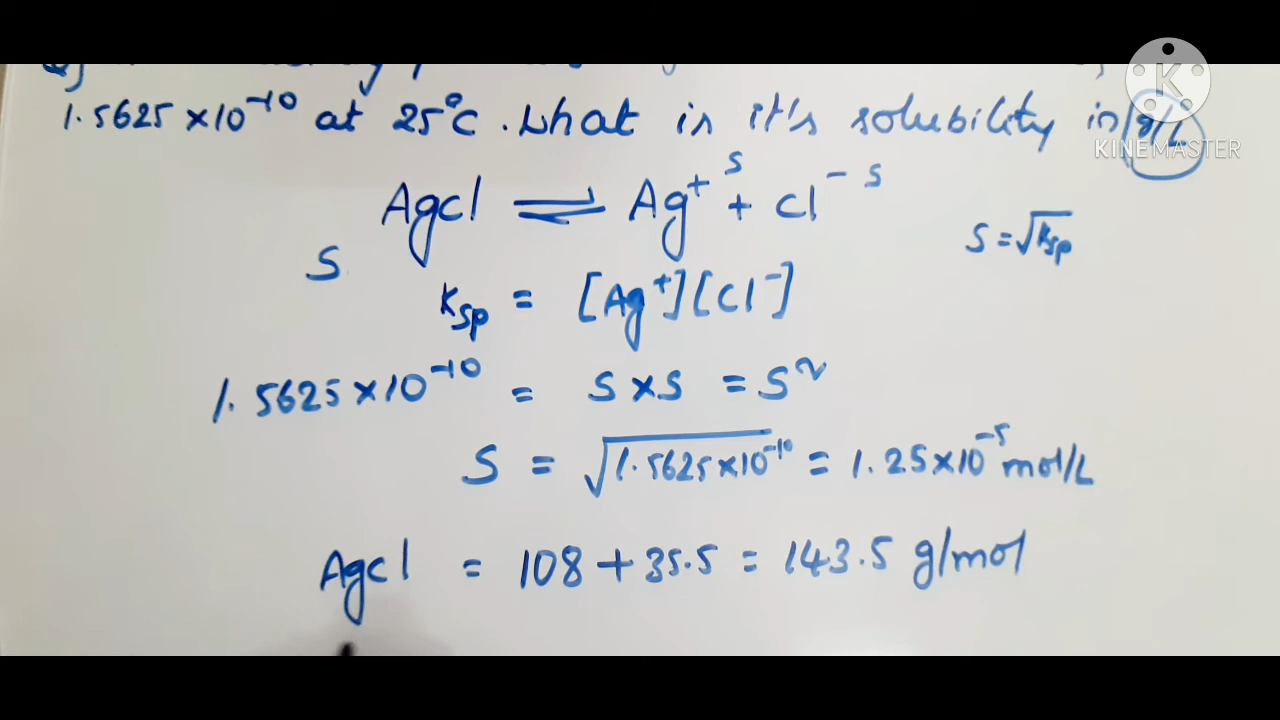 1.5625 ×10⁻¹⁰ at 25°C. What is it's solubility in g/L
KINEMASTER
Agcl ⇌ Ag⁺ + Cl⁻
S S S
S = √Ksp
Ksp = [Ag⁺][Cl⁻]
1.5625×10⁻¹⁰ = S×S = S²
S = √1.5625×10⁻¹⁰ = 1.25×10⁻⁵ mol/L
Agcl = 108 + 35.5 = 143.5 g/mol